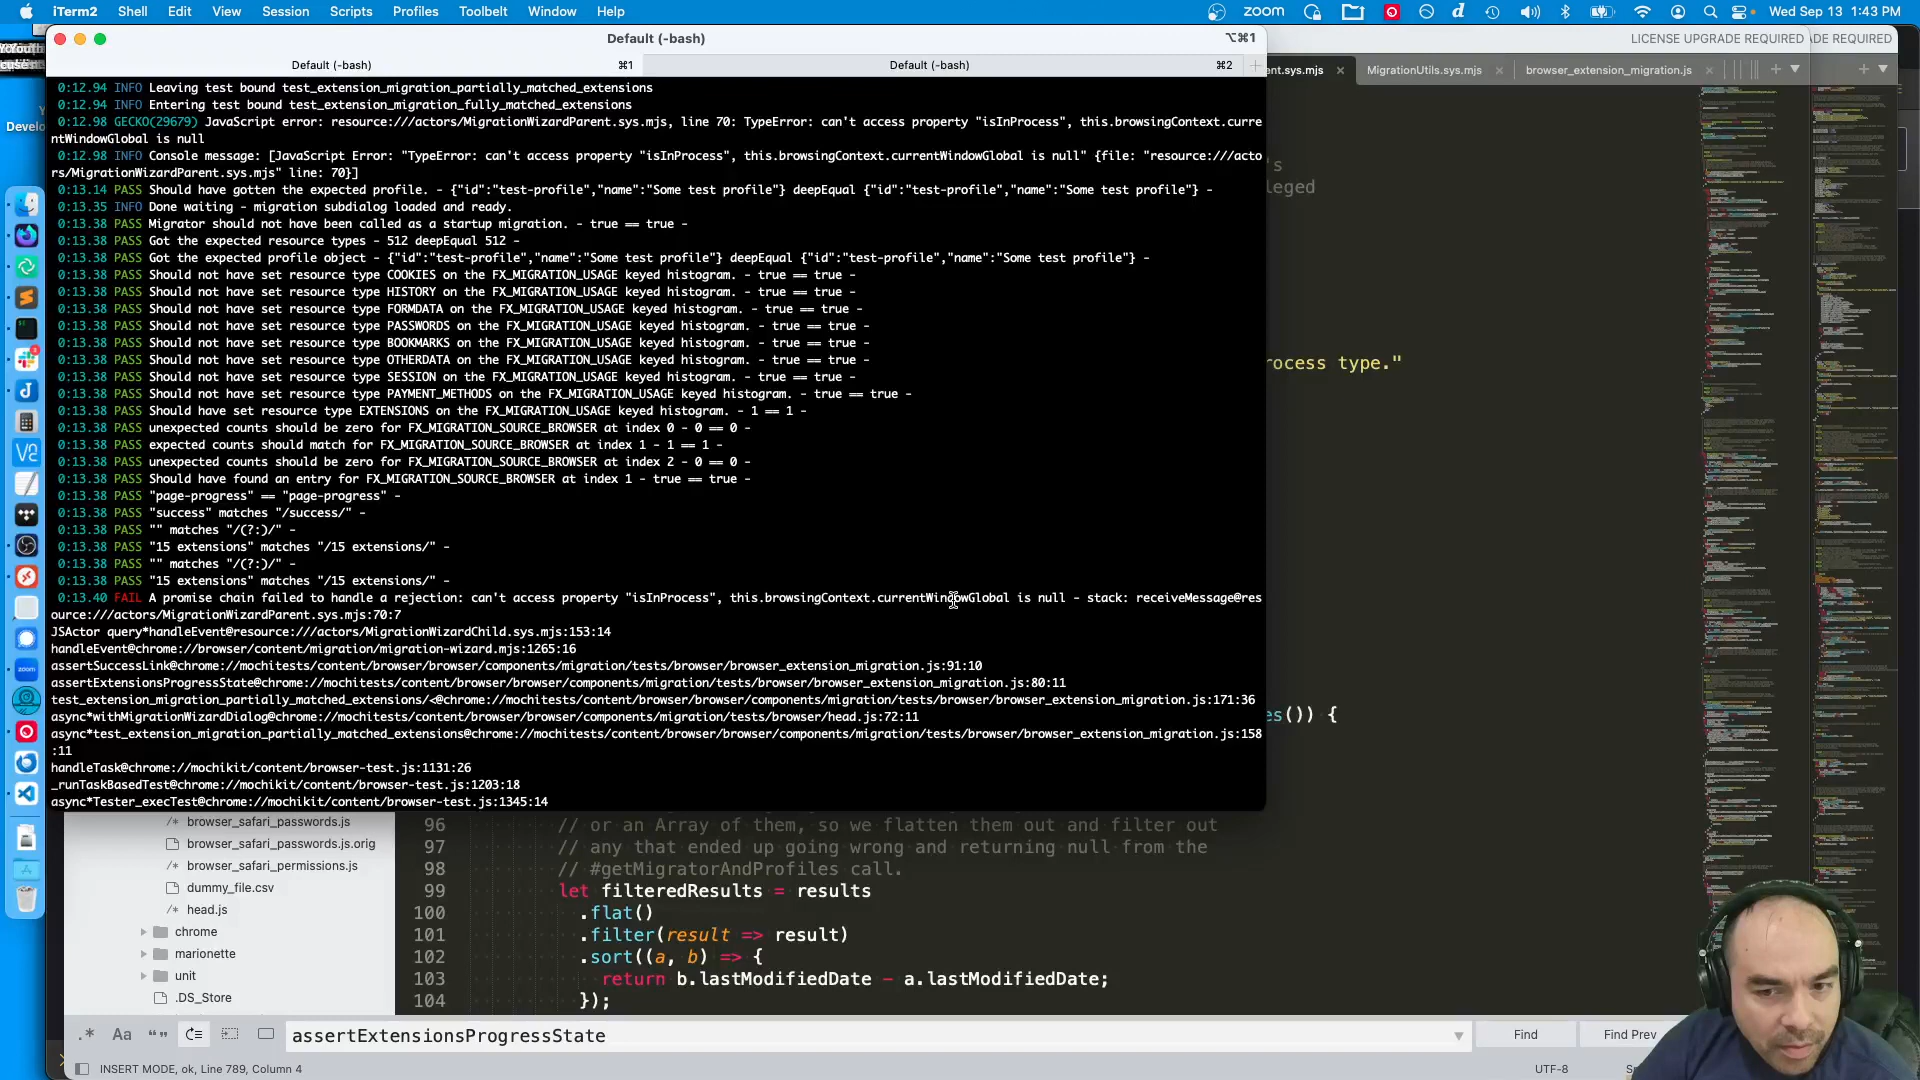 iTerm2 Shell Edit View Session Scripts Profiles Toolbelt Window Help
zoom
Wed Sep 13 1:43 PM
Default (-bash)
⌥⌘1
LICENSE UPGRADE REQUIRED
DE REQUIRED
Default (-bash) ⌘1
Default (-bash) ⌘2
ent.sys.mjs
MigrationUtils.sys.mjs
browser_extension_migration.js
Develo
0:12.94 INFO Leaving test bound test_extension_migration_partially_matched_extensions
0:12.94 INFO Entering test bound test_extension_migration_fully_matched_extensions
0:12.98 GECKO(29679) JavaScript error: resource:///actors/MigrationWizardParent.sys.mjs, line 70: TypeError: can't access property "isInProcess", this.browsingContext.curre
ntWindowGlobal is null
0:12.98 INFO Console message: [JavaScript Error: "TypeError: can't access property "isInProcess", this.browsingContext.currentWindowGlobal is null" {file: "resource:///acto
rs/MigrationWizardParent.sys.mjs" line: 70}]
0:13.14 PASS Should have gotten the expected profile. - {"id":"test-profile","name":"Some test profile"} deepEqual {"id":"test-profile","name":"Some test profile"} -
0:13.35 INFO Done waiting - migration subdialog loaded and ready.
0:13.38 PASS Migrator should not have been called as a startup migration. - true == true -
0:13.38 PASS Got the expected resource types - 512 deepEqual 512 -
0:13.38 PASS Got the expected profile object - {"id":"test-profile","name":"Some test profile"} deepEqual {"id":"test-profile","name":"Some test profile"} -
0:13.38 PASS Should not have set resource type COOKIES on the FX_MIGRATION_USAGE keyed histogram. - true == true -
0:13.38 PASS Should not have set resource type HISTORY on the FX_MIGRATION_USAGE keyed histogram. - true == true -
0:13.38 PASS Should not have set resource type FORMDATA on the FX_MIGRATION_USAGE keyed histogram. - true == true -
0:13.38 PASS Should not have set resource type PASSWORDS on the FX_MIGRATION_USAGE keyed histogram. - true == true -
0:13.38 PASS Should not have set resource type BOOKMARKS on the FX_MIGRATION_USAGE keyed histogram. - true == true -
0:13.38 PASS Should not have set resource type OTHERDATA on the FX_MIGRATION_USAGE keyed histogram. - true == true -
0:13.38 PASS Should not have set resource type SESSION on the FX_MIGRATION_USAGE keyed histogram. - true == true -
0:13.38 PASS Should not have set resource type PAYMENT_METHODS on the FX_MIGRATION_USAGE keyed histogram. - true == true -
0:13.38 PASS Should have set resource type EXTENSIONS on the FX_MIGRATION_USAGE keyed histogram. - 1 == 1 -
0:13.38 PASS unexpected counts should be zero for FX_MIGRATION_SOURCE_BROWSER at index 0 - 0 == 0 -
0:13.38 PASS expected counts should match for FX_MIGRATION_SOURCE_BROWSER at index 1 - 1 == 1 -
0:13.38 PASS unexpected counts should be zero for FX_MIGRATION_SOURCE_BROWSER at index 2 - 0 == 0 -
0:13.38 PASS Should have found an entry for FX_MIGRATION_SOURCE_BROWSER at index 1 - true == true -
0:13.38 PASS "page-progress" == "page-progress" -
0:13.38 PASS "success" matches "/success/" -
0:13.38 PASS "" matches "/(?:)/" -
0:13.38 PASS "15 extensions" matches "/15 extensions/" -
0:13.38 PASS "" matches "/(?:)/" -
0:13.38 PASS "15 extensions" matches "/15 extensions/" -
0:13.40 FAIL A promise chain failed to handle a rejection: can't access property "isInProcess", this.browsingContext.currentWindowGlobal is null - stack: receiveMessage@res
ource:///actors/MigrationWizardParent.sys.mjs:70:7
JSActor query*handleEvent@resource:///actors/MigrationWizardChild.sys.mjs:153:14
handleEvent@chrome://browser/content/migration/migration-wizard.mjs:1265:16
assertSuccessLink@chrome://mochitests/content/browser/browser/components/migration/tests/browser/browser_extension_migration.js:91:10
assertExtensionsProgressState@chrome://mochitests/content/browser/browser/components/migration/tests/browser/browser_extension_migration.js:80:11
test_extension_migration_partially_matched_extensions/<@chrome://mochitests/content/browser/browser/components/migration/tests/browser/browser_extension_migration.js:171:36
async*withMigrationWizardDialog@chrome://mochitests/content/browser/browser/components/migration/tests/browser/head.js:72:11
async*test_extension_migration_partially_matched_extensions@chrome://mochitests/content/browser/browser/components/migration/tests/browser/browser_extension_migration.js:158
:11
handleTask@chrome://mochikit/content/browser-test.js:1131:26
_runTaskBasedTest@chrome://mochikit/content/browser-test.js:1203:18
async*Tester_execTest@chrome://mochikit/content/browser-test.js:1345:14
's
leged
rocess type."
es()) {
/* browser_safari_passwords.js
browser_safari_passwords.js.orig
/* browser_safari_permissions.js
dummy_file.csv
/* head.js
chrome
marionette
unit
.DS_Store
96 // or an Array of them, so we flatten them out and filter out
97 // any that ended up going wrong and returning null from the
98 // #getMigratorAndProfiles call.
99 let filteredResults = results
100 .flat()
101 .filter(result => result)
102 .sort((a, b) => {
103 return b.lastModifiedDate - a.lastModifiedDate;
104 });
.* Aa “” assertExtensionsProgressState Find Find Prev
INSERT MODE, ok, Line 789, Column 4
UTF-8